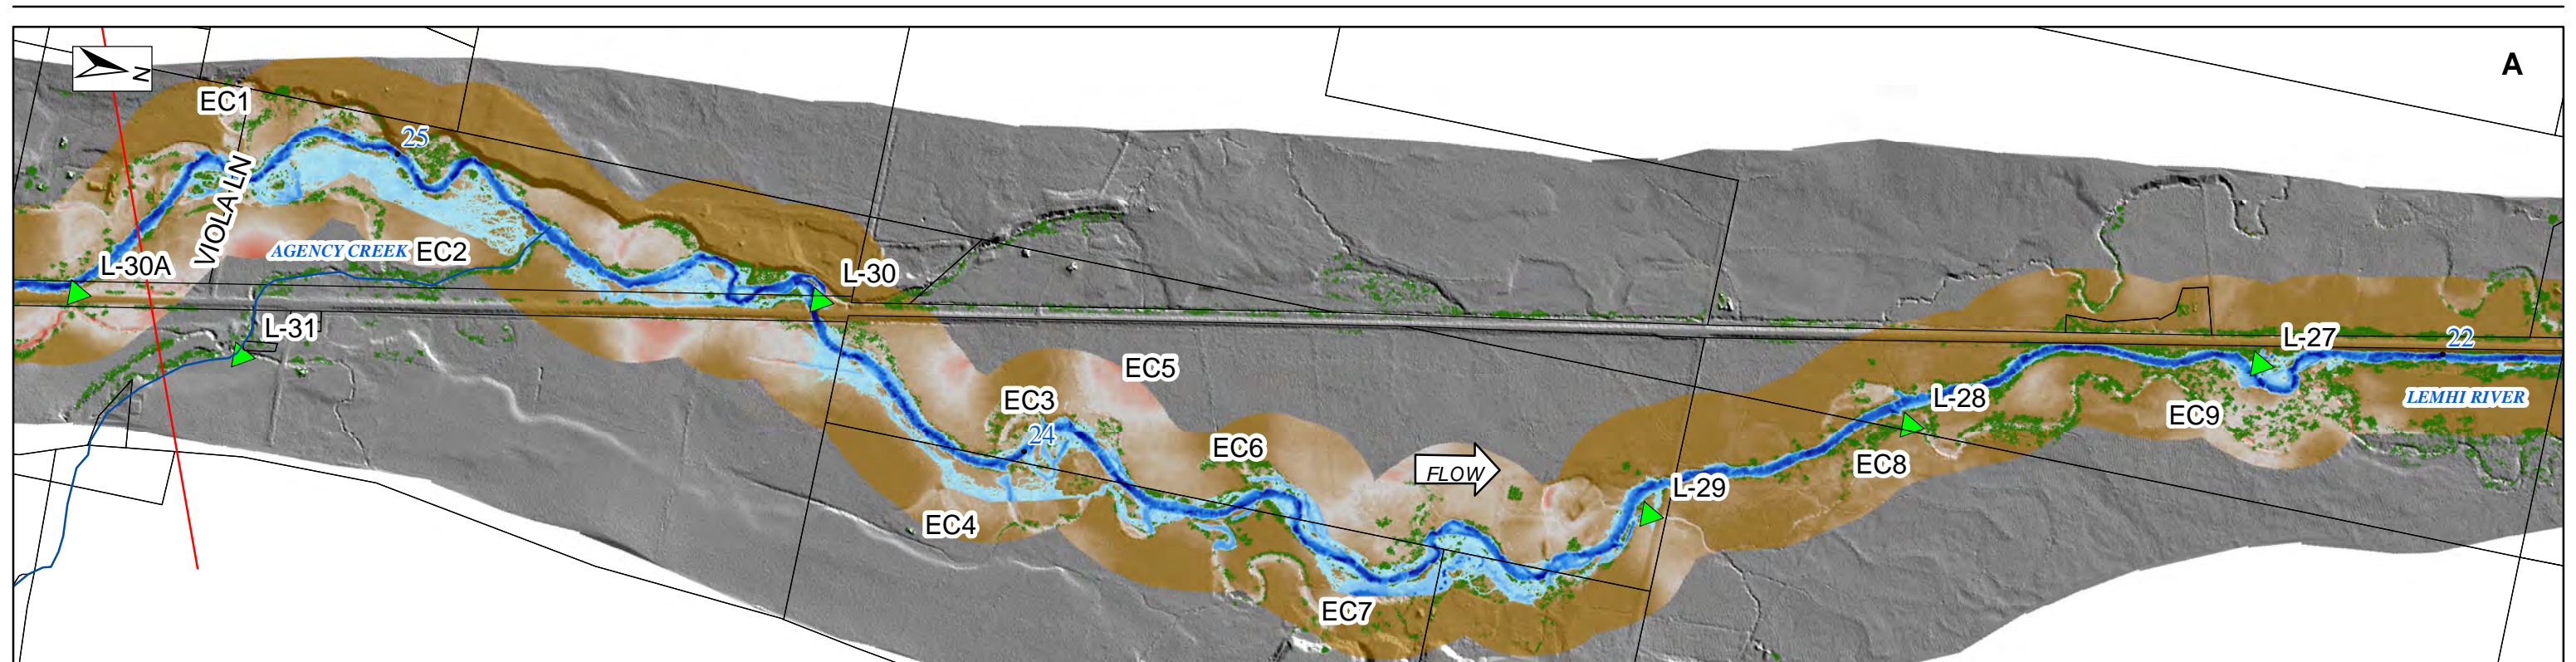 A
N
EC1
25
VIOLA LN
AGENCY CREEK
EC2
L-30A
L-30
L-31
EC3
24
EC5
EC4
EC6
FLOW
EC7
L-29
L-28
EC8
EC9
L-27
22
LEMHI RIVER